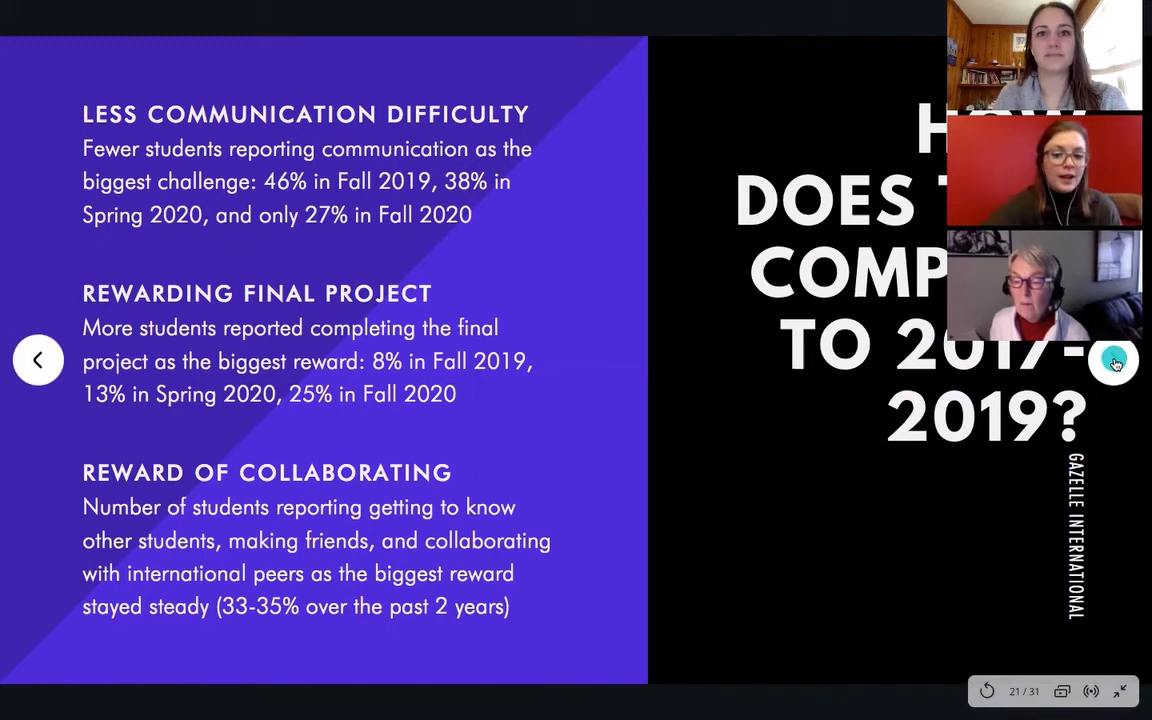 LESS COMMUNICATION DIFFICULTY
Fewer students reporting communication as the
biggest challenge: 46% in Fall 2019, 38% in
Spring 2020, and only 27% in Fall 2020
REWARDING FINAL PROJECT
More students reported completing the final
project as the biggest reward: 8% in Fall 2019,
13% in Spring 2020, 25% in Fall 2020
REWARD OF COLLABORATING
Number of students reporting getting to know
other students, making friends, and collaborating
with international peers as the biggest reward
stayed steady (33-35% over the past 2 years)
HOW
DOES
TO 2017-
2019?
GAZELLE INTERNATIONAL
21 / 31